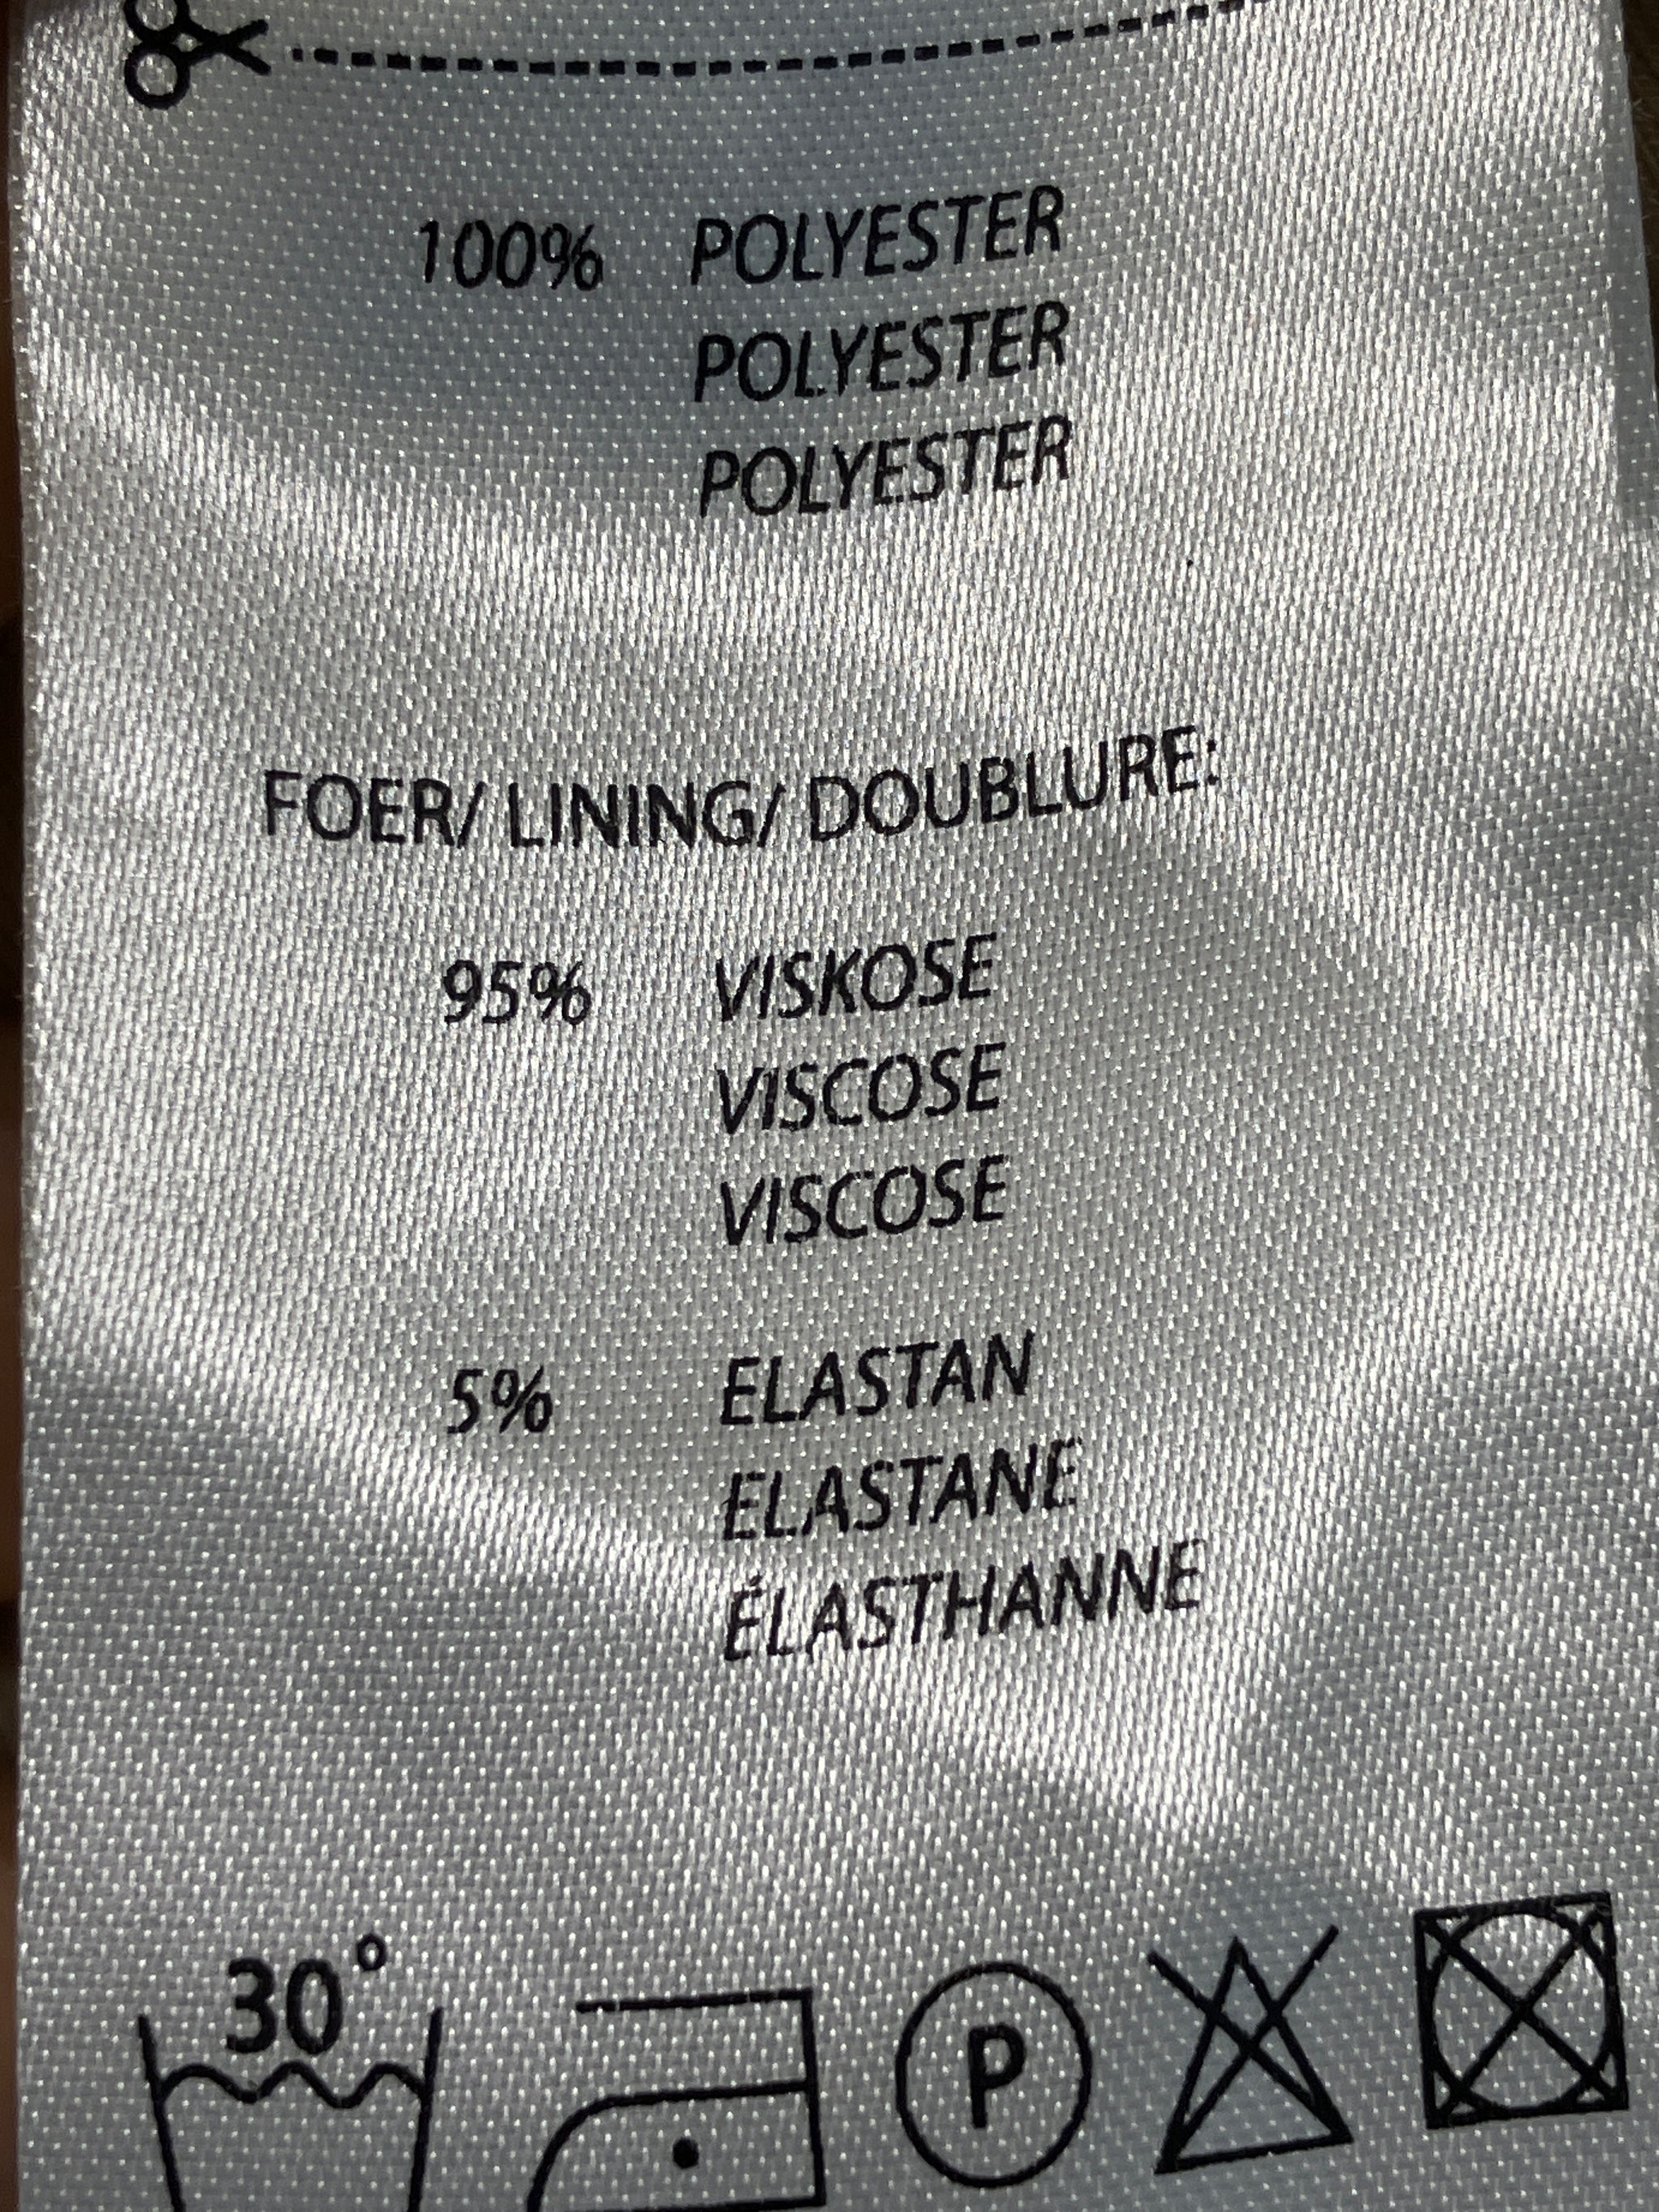 100% POLYESTER
POLYESTER
POLYESTER
FOER/ LINING/ DOUBLURE:
95% VISKOSE
VISCOSE
VISCOSE
5% ELASTAN
ELASTANE
ÉLASTHANNE
30°
P